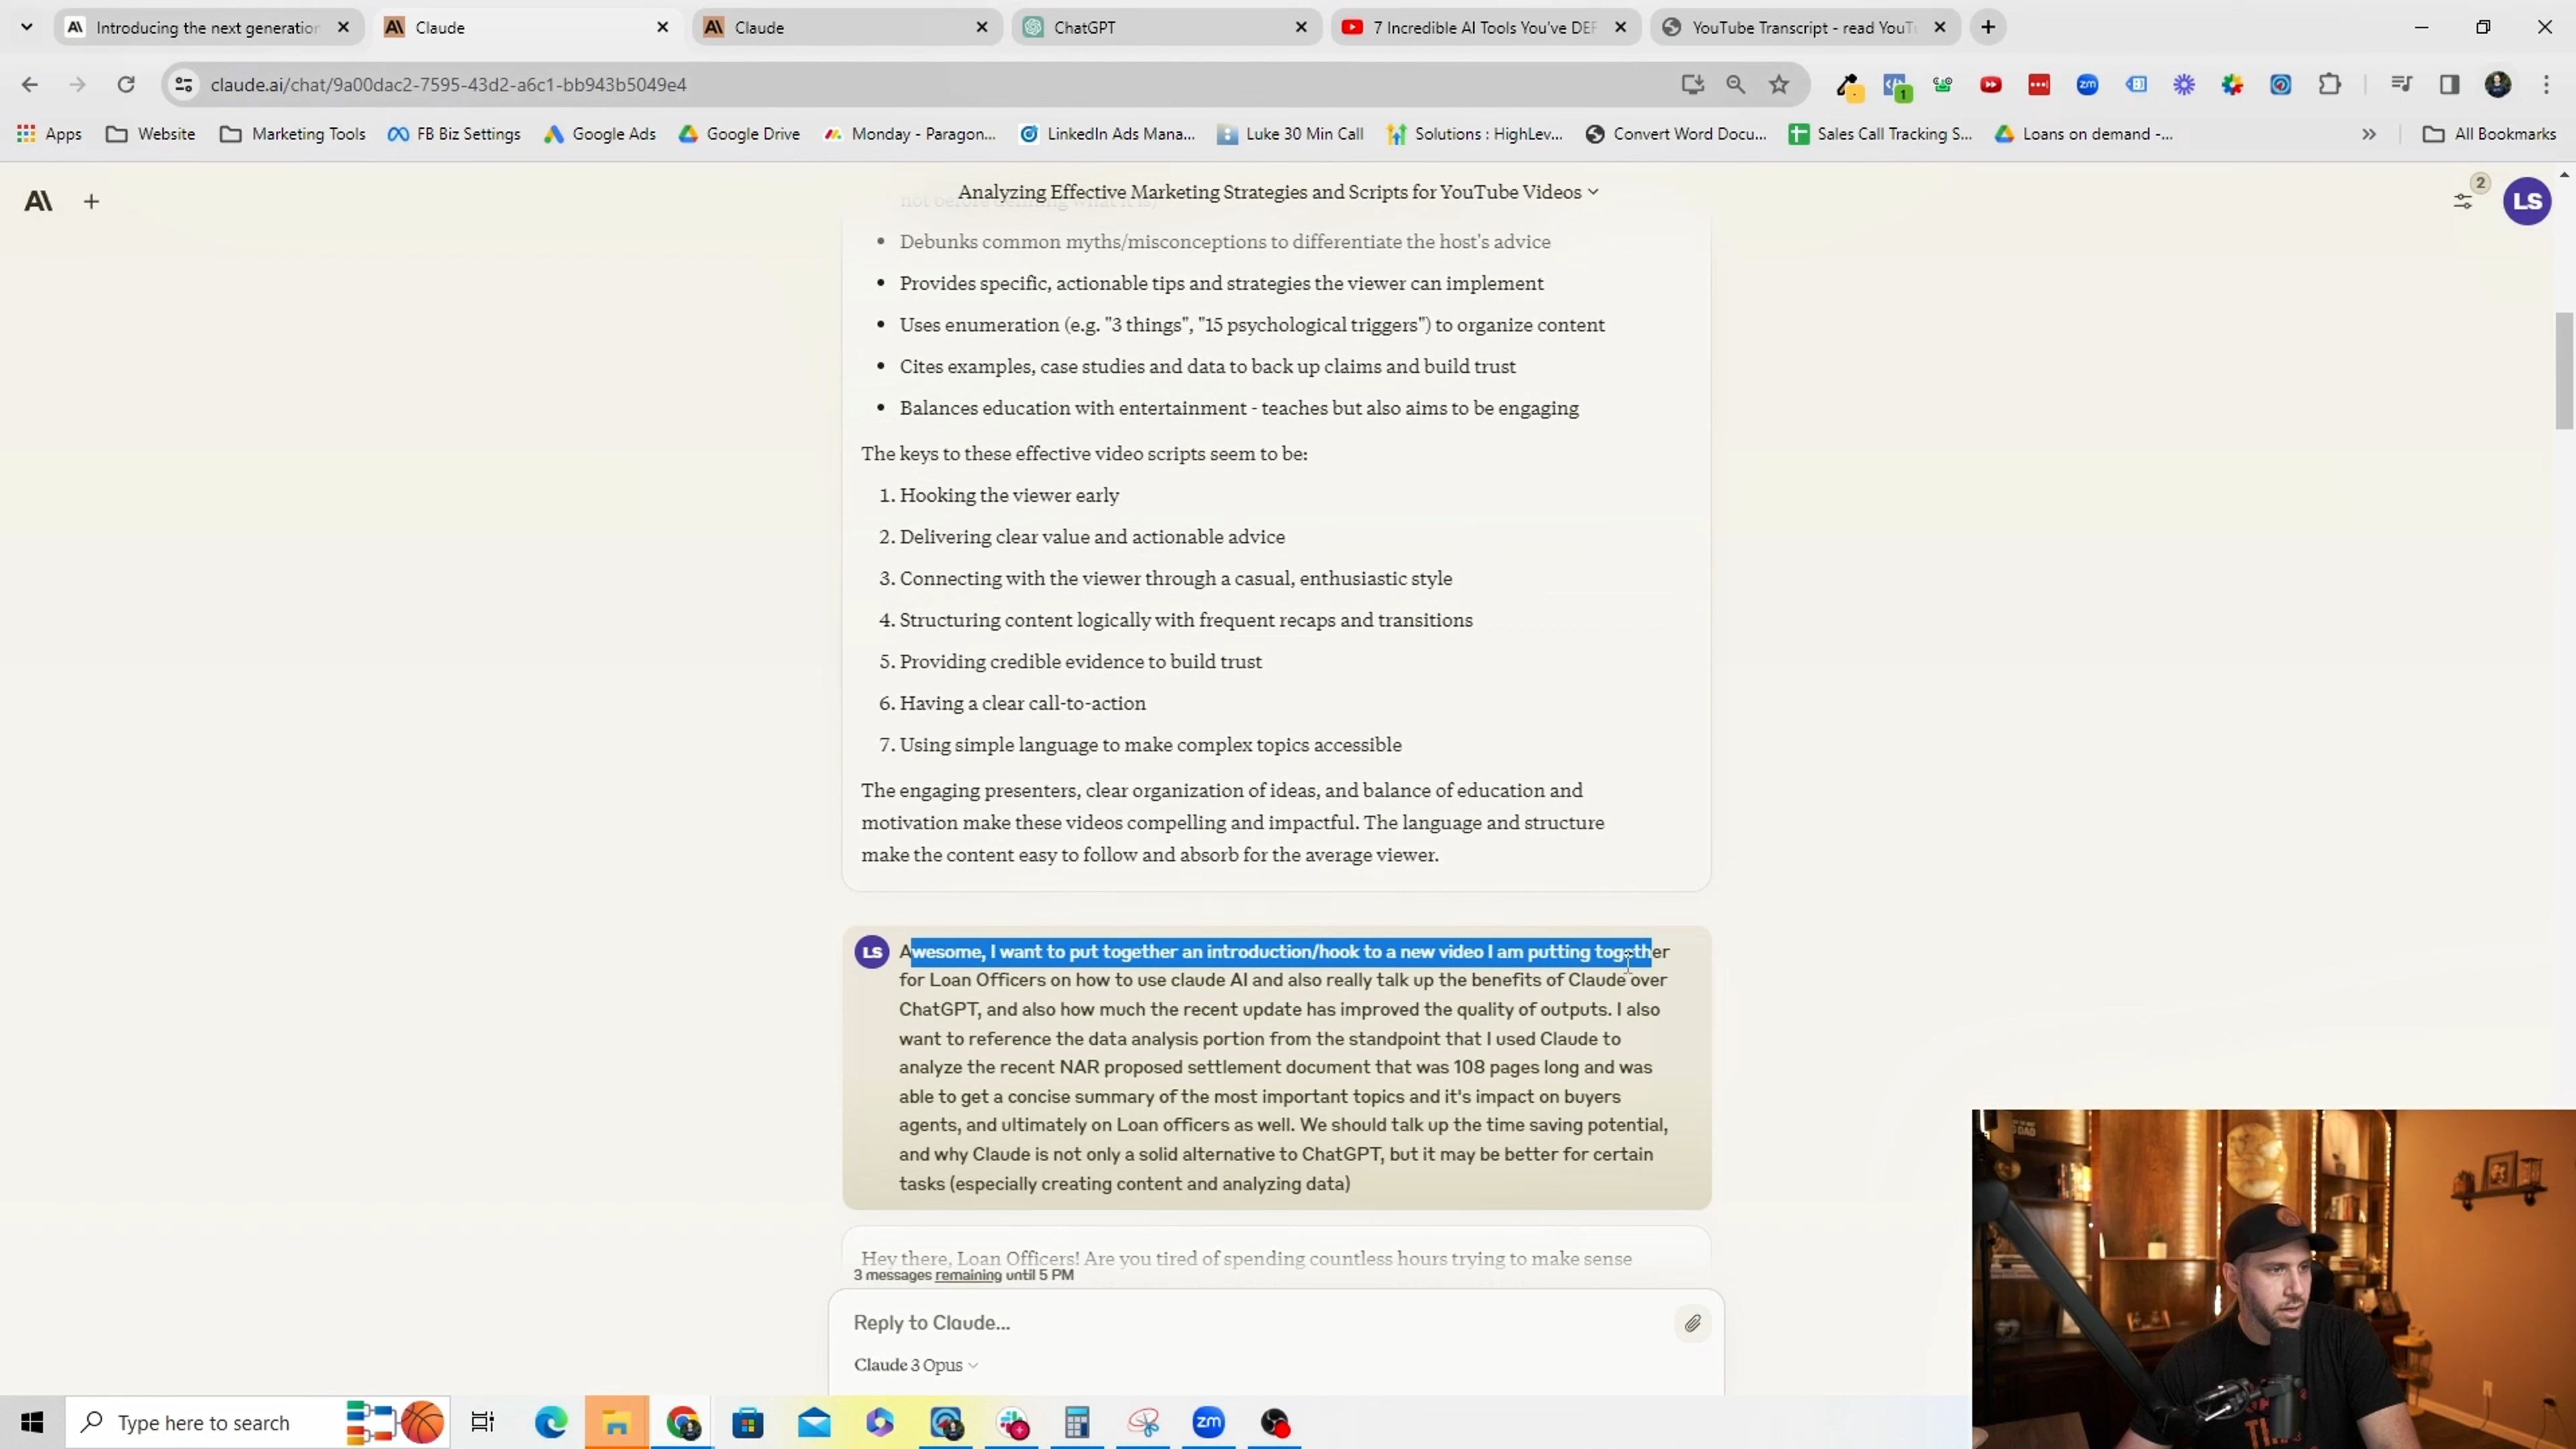 Introducing the next generation
Claude
Claude
ChatGPT
7 Incredible AI Tools You've DEF
YouTube Transcript - read YouTu
claude.ai/chat/9a00dac2-7595-43d2-a6c1-bb943b5049e4
1
zm
Apps
Website
Marketing Tools
FB Biz Settings
Google Ads
Google Drive
Monday - Paragon...
LinkedIn Ads Mana...
Luke 30 Min Call
Solutions : HighLev...
Convert Word Docu...
Sales Call Tracking S...
Loans on demand -...
All Bookmarks
Analyzing Effective Marketing Strategies and Scripts for YouTube Videos
2
LS
not before defining what it is)
• Debunks common myths/misconceptions to differentiate the host's advice
• Provides specific, actionable tips and strategies the viewer can implement
• Uses enumeration (e.g. "3 things", "15 psychological triggers") to organize content
• Cites examples, case studies and data to back up claims and build trust
• Balances education with entertainment - teaches but also aims to be engaging
The keys to these effective video scripts seem to be:
1. Hooking the viewer early
2. Delivering clear value and actionable advice
3. Connecting with the viewer through a casual, enthusiastic style
4. Structuring content logically with frequent recaps and transitions
5. Providing credible evidence to build trust
6. Having a clear call-to-action
7. Using simple language to make complex topics accessible
The engaging presenters, clear organization of ideas, and balance of education and
motivation make these videos compelling and impactful. The language and structure
make the content easy to follow and absorb for the average viewer.
LS
Awesome, I want to put together an introduction/hook to a new video I am putting together
for Loan Officers on how to use claude AI and also really talk up the benefits of Claude over
ChatGPT, and also how much the recent update has improved the quality of outputs. I also
want to reference the data analysis portion from the standpoint that I used Claude to
analyze the recent NAR proposed settlement document that was 108 pages long and was
able to get a concise summary of the most important topics and it's impact on buyers
agents, and ultimately on Loan officers as well. We should talk up the time saving potential,
and why Claude is not only a solid alternative to ChatGPT, but it may be better for certain
tasks (especially creating content and analyzing data)
Hey there, Loan Officers! Are you tired of spending countless hours trying to make sense
3 messages remaining until 5 PM
Reply to Claude...
Claude 3 Opus
Type here to search
zm